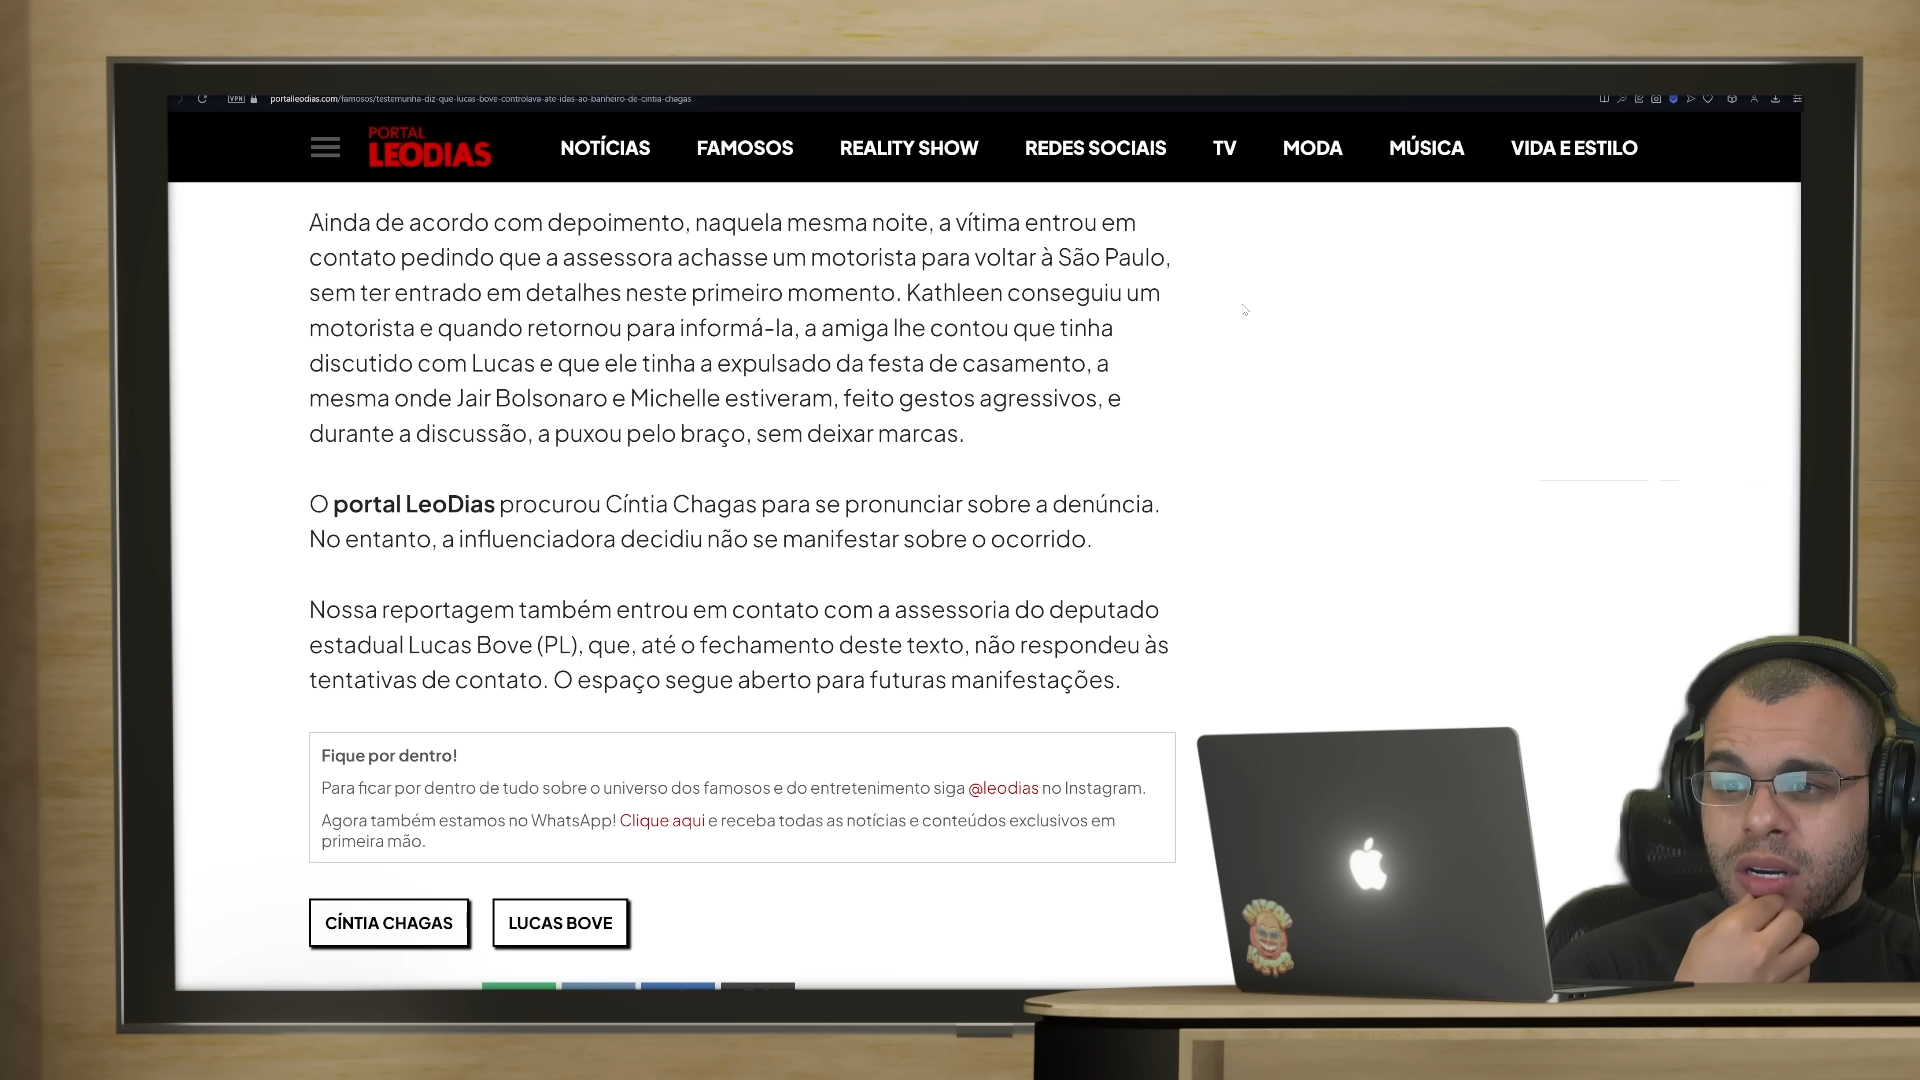 VPN
portalleodias.com/famosos/testemunha-diz-que-lucas-bove-controlava-ate-idas-ao-banheiro-de-cintia-chagas
PORTAL
LEODIAS
NOTÍCIAS
FAMOSOS
REALITY SHOW
REDES SOCIAIS
TV
MODA
MÚSICA
VIDA E ESTILO
Ainda de acordo com depoimento, naquela mesma noite, a vítima entrou em
contato pedindo que a assessora achasse um motorista para voltar à São Paulo,
sem ter entrado em detalhes neste primeiro momento. Kathleen conseguiu um
motorista e quando retornou para informá-la, a amiga lhe contou que tinha
discutido com Lucas e que ele tinha a expulsado da festa de casamento, a
mesma onde Jair Bolsonaro e Michelle estiveram, feito gestos agressivos, e
durante a discussão, a puxou pelo braço, sem deixar marcas.
O portal LeoDias procurou Cíntia Chagas para se pronunciar sobre a denúncia.
No entanto, a influenciadora decidiu não se manifestar sobre o ocorrido.
Nossa reportagem também entrou em contato com a assessoria do deputado
estadual Lucas Bove (PL), que, até o fechamento deste texto, não respondeu às
tentativas de contato. O espaço segue aberto para futuras manifestações.
Fique por dentro!
Para ficar por dentro de tudo sobre o universo dos famosos e do entretenimento siga @leodias no Instagram.
Agora também estamos no WhatsApp! Clique aqui e receba todas as notícias e conteúdos exclusivos em
primeira mão.
CÍNTIA CHAGAS
LUCAS BOVE